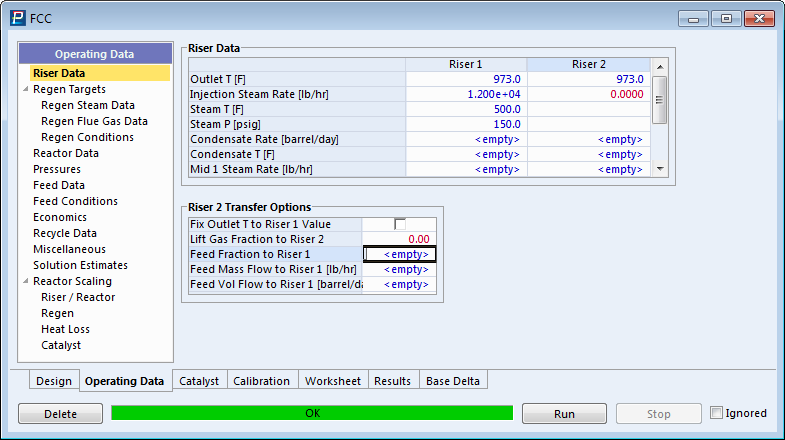 FCC
Operating Data
Riser Data
Regen Targets
Regen Steam Data
Regen Flue Gas Data
Regen Conditions
Reactor Data
Pressures
Feed Data
Feed Conditions
Economics
Recycle Data
Miscellaneous
Solution Estimates
Reactor Scaling
Riser / Reactor
Regen
Heat Loss
Catalyst
Riser Data
Riser 1 Riser 2
Outlet T [F] 973.0 973.0
Injection Steam Rate [lb/hr] 1.200e+04 0.0000
Steam T [F] 500.0
Steam P [psig] 150.0
Condensate Rate [barrel/day] <empty> <empty>
Condensate T [F] <empty> <empty>
Mid 1 Steam Rate [lb/hr] <empty> <empty>
Riser 2 Transfer Options
Fix Outlet T to Riser 1 Value
Lift Gas Fraction to Riser 2 0.00
Feed Fraction to Riser 1 <empty>
Feed Mass Flow to Riser 1 [lb/hr] <empty>
Feed Vol Flow to Riser 1 [barrel/da <empty>
Design Operating Data Catalyst Calibration Worksheet Results Base Delta
Delete OK Run Stop Ignored